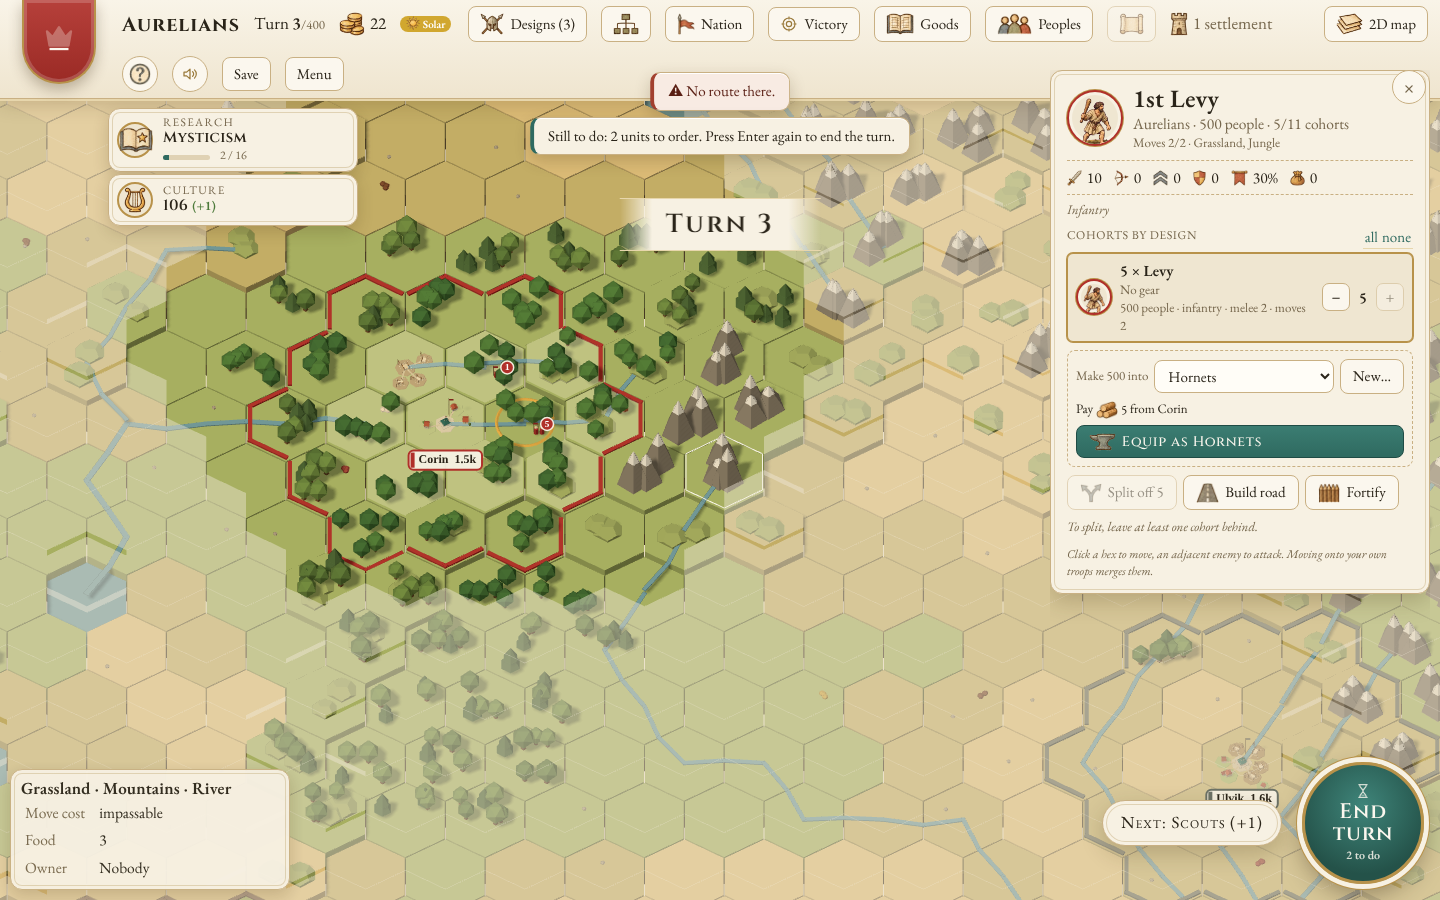 AURELIANS
Turn 3/400
22
Solar
Designs (3)
Nation
Victory
Goods
Peoples
1 settlement
2D map
?
Save
Menu
No route there.
Still to do: 2 units to order. Press Enter again to end the turn.
RESEARCH
MYSTICISM
2 / 16
CULTURE
106 (+1)
TURN 3
1
5
Corin 1.5k
Ulvik 1.6k
×
1st Levy
Aurelians · 500 people · 5/11 cohorts
Moves 2/2 · Grassland, Jungle
10 0 0 0 30% 0
Infantry
COHORTS BY DESIGN
all none
5 × Levy
No gear
500 people · infantry · melee 2 · moves
2
− 5 +
Make 500 into Hornets New...
Pay 5 from Corin
EQUIP AS HORNETS
Split off 5
Build road
Fortify
To split, leave at least one cohort behind.
Click a hex to move, an adjacent enemy to attack. Moving onto your own
troops merges them.
Grassland · Mountains · River
Move cost impassable
Food 3
Owner Nobody
NEXT: SCOUTS (+1)
END
TURN
2 to do